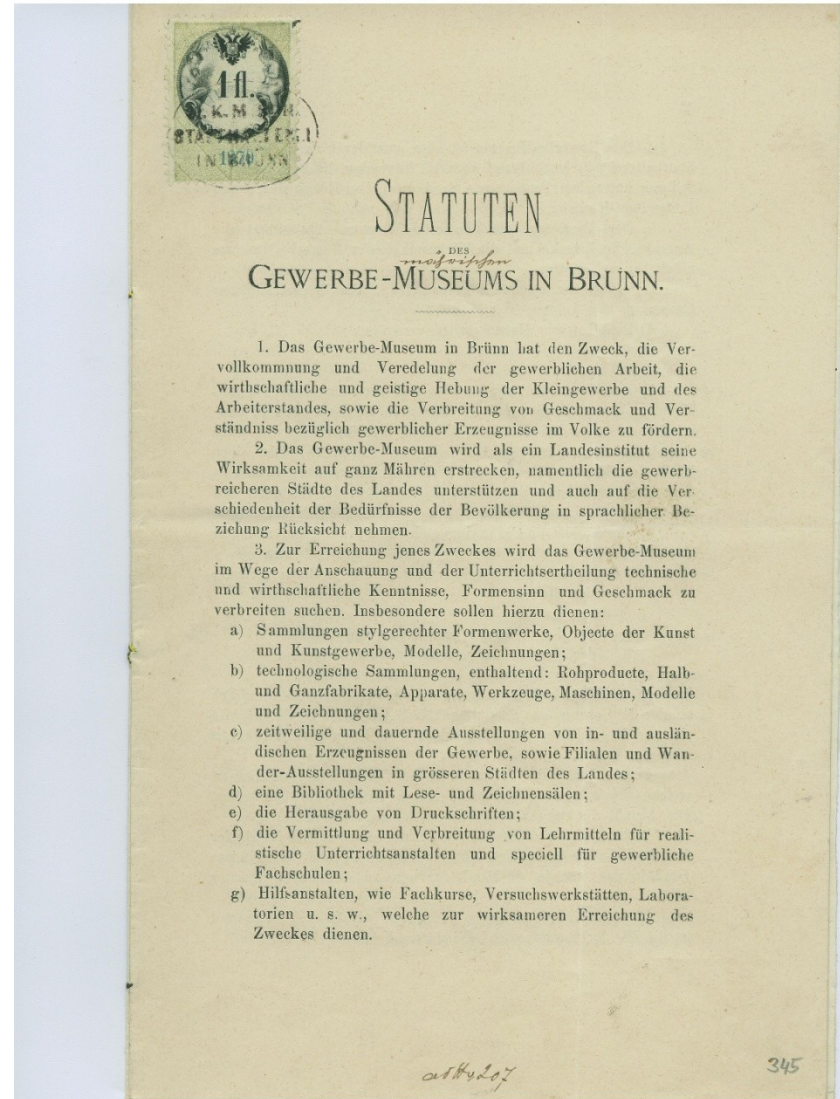 1 fl.
K. K. M
STATTHALTEREI
IN BRÜNN
1870
STATUTEN
DES
mährischen
GEWERBE-MUSEUMS IN BRÜNN.
1. Das Gewerbe-Museum in Brünn hat den Zweck, die Ver-
vollkommnung und Veredelung der gewerblichen Arbeit, die
wirthschaftliche und geistige Hebung der Kleingewerbe und des
Arbeiterstandes, sowie die Verbreitung von Geschmack und Ver-
ständniss bezüglich gewerblicher Erzeugnisse im Volke zu fördern.
2. Das Gewerbe-Museum wird als ein Landesinstitut seine
Wirksamkeit auf ganz Mähren erstrecken, namentlich die gewerb-
reicheren Städte des Landes unterstützen und auch auf die Ver-
schiedenheit der Bedürfnisse der Bevölkerung in sprachlicher Be-
ziehung Rücksicht nehmen.
3. Zur Erreichung jenes Zweckes wird das Gewerbe-Museum
im Wege der Anschauung und der Unterrichtsertheilung technische
und wirthschaftliche Kenntnisse, Formensinn und Geschmack zu
verbreiten suchen. Insbesondere sollen hierzu dienen:
a) Sammlungen stylgerechter Formenwerke, Objecte der Kunst
und Kunstgewerbe, Modelle, Zeichnungen;
b) technologische Sammlungen, enthaltend: Rohproducte, Halb-
und Ganzfabrikate, Apparate, Werkzeuge, Maschinen, Modelle
und Zeichnungen;
c) zeitweilige und dauernde Ausstellungen von in- und auslän-
dischen Erzeugnissen der Gewerbe, sowie Filialen und Wan-
der-Ausstellungen in grösseren Städten des Landes;
d) eine Bibliothek mit Lese- und Zeichnensälen;
e) die Herausgabe von Druckschriften;
f) die Vermittlung und Verbreitung von Lehrmitteln für reali-
stische Unterrichtsanstalten und speciell für gewerbliche
Fachschulen;
g) Hilfsanstalten, wie Fachkurse, Versuchswerkstätten, Labora-
torien u. s. w., welche zur wirksameren Erreichung des
Zweckes dienen.
207
345